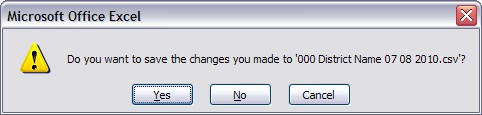 Microsoft Office Excel
Do you want to save the changes you made to '000 District Name 07 08 2010.csv'?
Yes
No
Cancel